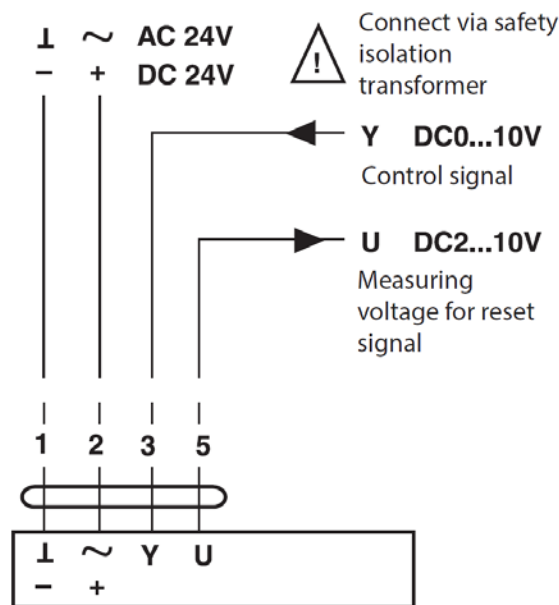 ⊥ ~ AC 24V
− + DC 24V
!
Connect via safety
isolation
transformer
Y DC0...10V
Control signal
U DC2...10V
Measuring
voltage for reset
signal
1 2 3 5
⊥ ~ Y U
− +